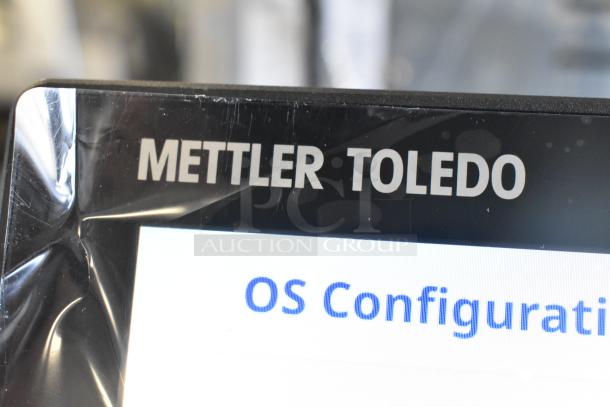 METTLER TOLEDO
PCI
AUCTION GROUP
OS Configurati